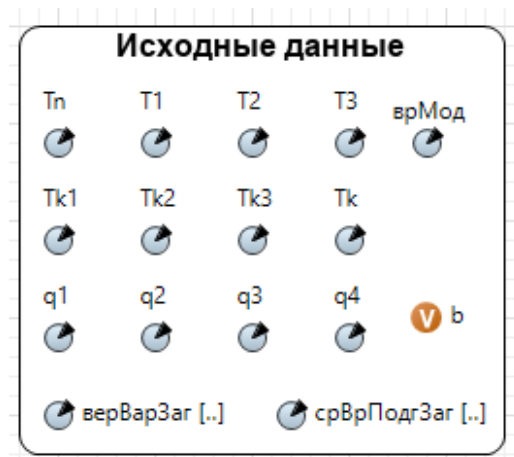 Исходные данные
Tn T1 T2 T3 врМод
Tk1 Tk2 Tk3 Tk
q1 q2 q3 q4
V b
верВарЗаг [..] срВрПодгЗаг [..]